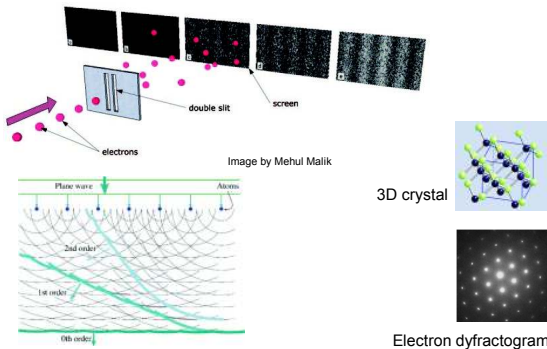 double slit
screen
electrons
Image by Mehul Malik
Plane wave
Atoms
2nd order
1st order
0th order
3D crystal
Electron dyfractogram